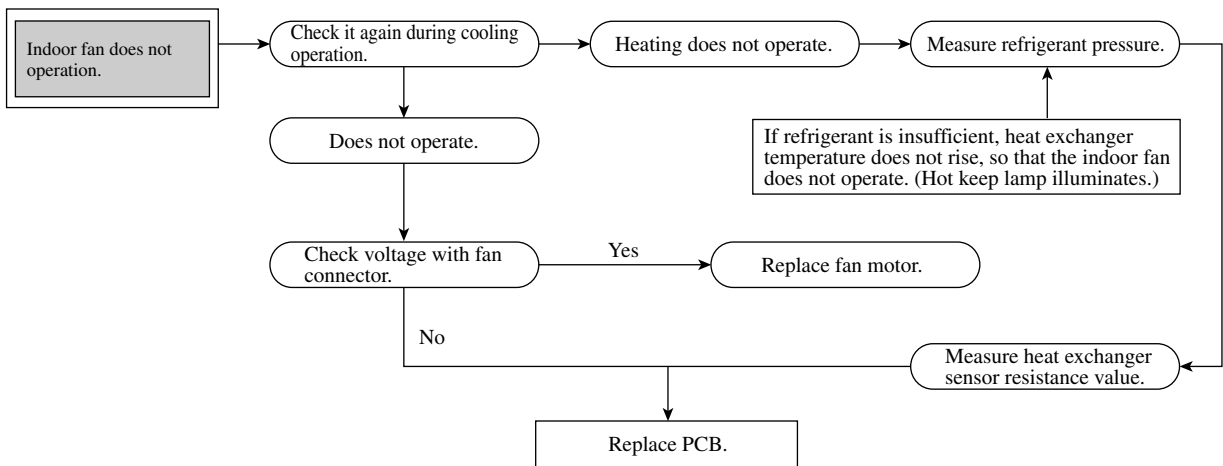 Indoor fan does not
operation.
Check it again during cooling
operation.
Heating does not operate.
Measure refrigerant pressure.
Does not operate.
If refrigerant is insufficient, heat exchanger
temperature does not rise, so that the indoor fan
does not operate. (Hot keep lamp illuminates.)
Check voltage with fan
connector.
Yes
Replace fan motor.
No
Measure heat exchanger
sensor resistance value.
Replace PCB.